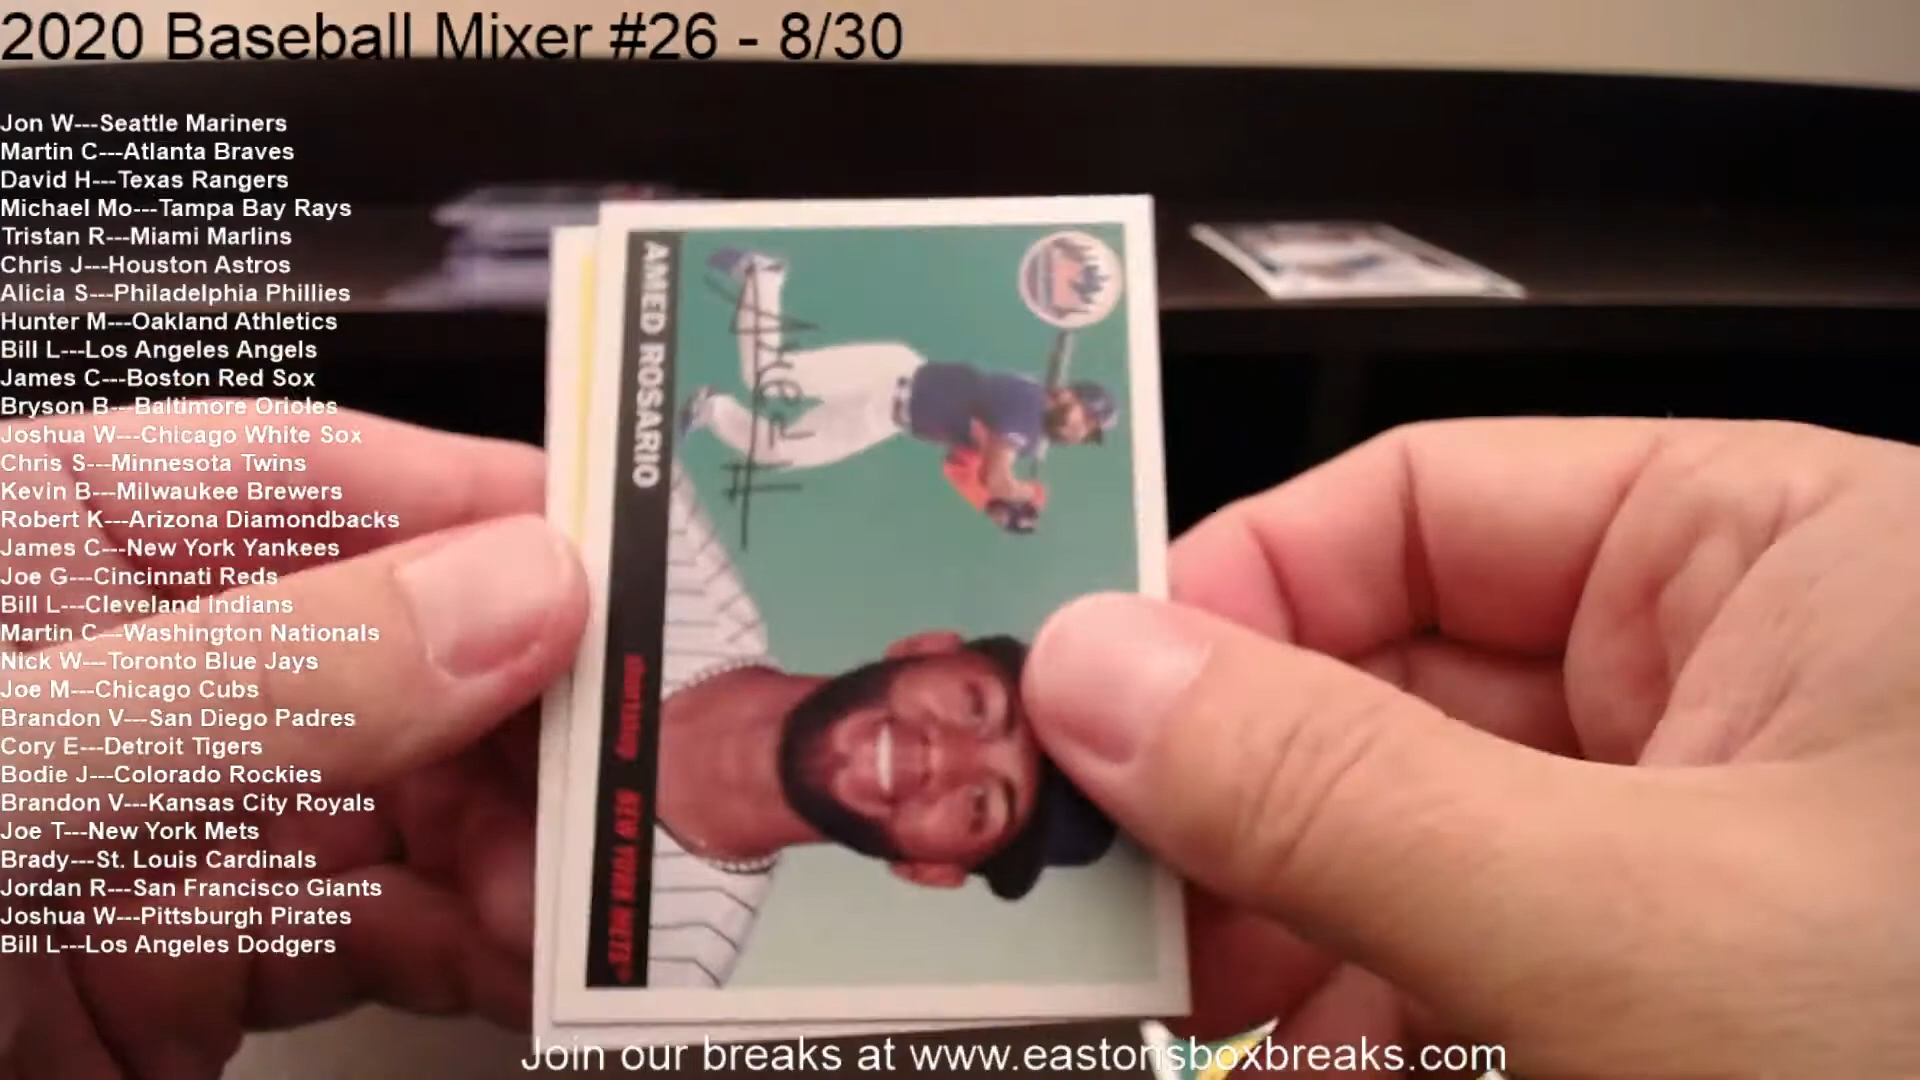 2020 Baseball Mixer #26 - 8/30
Jon W---Seattle Mariners
Martin C---Atlanta Braves
David H---Texas Rangers
Michael Mo---Tampa Bay Rays
Tristan R---Miami Marlins
Chris J---Houston Astros
Alicia S---Philadelphia Phillies
Hunter M---Oakland Athletics
Bill L---Los Angeles Angels
James C---Boston Red Sox
Bryson B---Baltimore Orioles
Joshua W---Chicago White Sox
Chris S---Minnesota Twins
Kevin B---Milwaukee Brewers
Robert K---Arizona Diamondbacks
James C---New York Yankees
Joe G---Cincinnati Reds
Bill L---Cleveland Indians
Martin C---Washington Nationals
Nick W---Toronto Blue Jays
Joe M---Chicago Cubs
Brandon V---San Diego Padres
Cory E---Detroit Tigers
Bodie J---Colorado Rockies
Brandon V---Kansas City Royals
Joe T---New York Mets
Brady---St. Louis Cardinals
Jordan R---San Francisco Giants
Joshua W---Pittsburgh Pirates
Bill L---Los Angeles Dodgers
AMED ROSARIO
shortstop NEW YORK METS
Join our breaks at www.eastonsboxbreaks.com